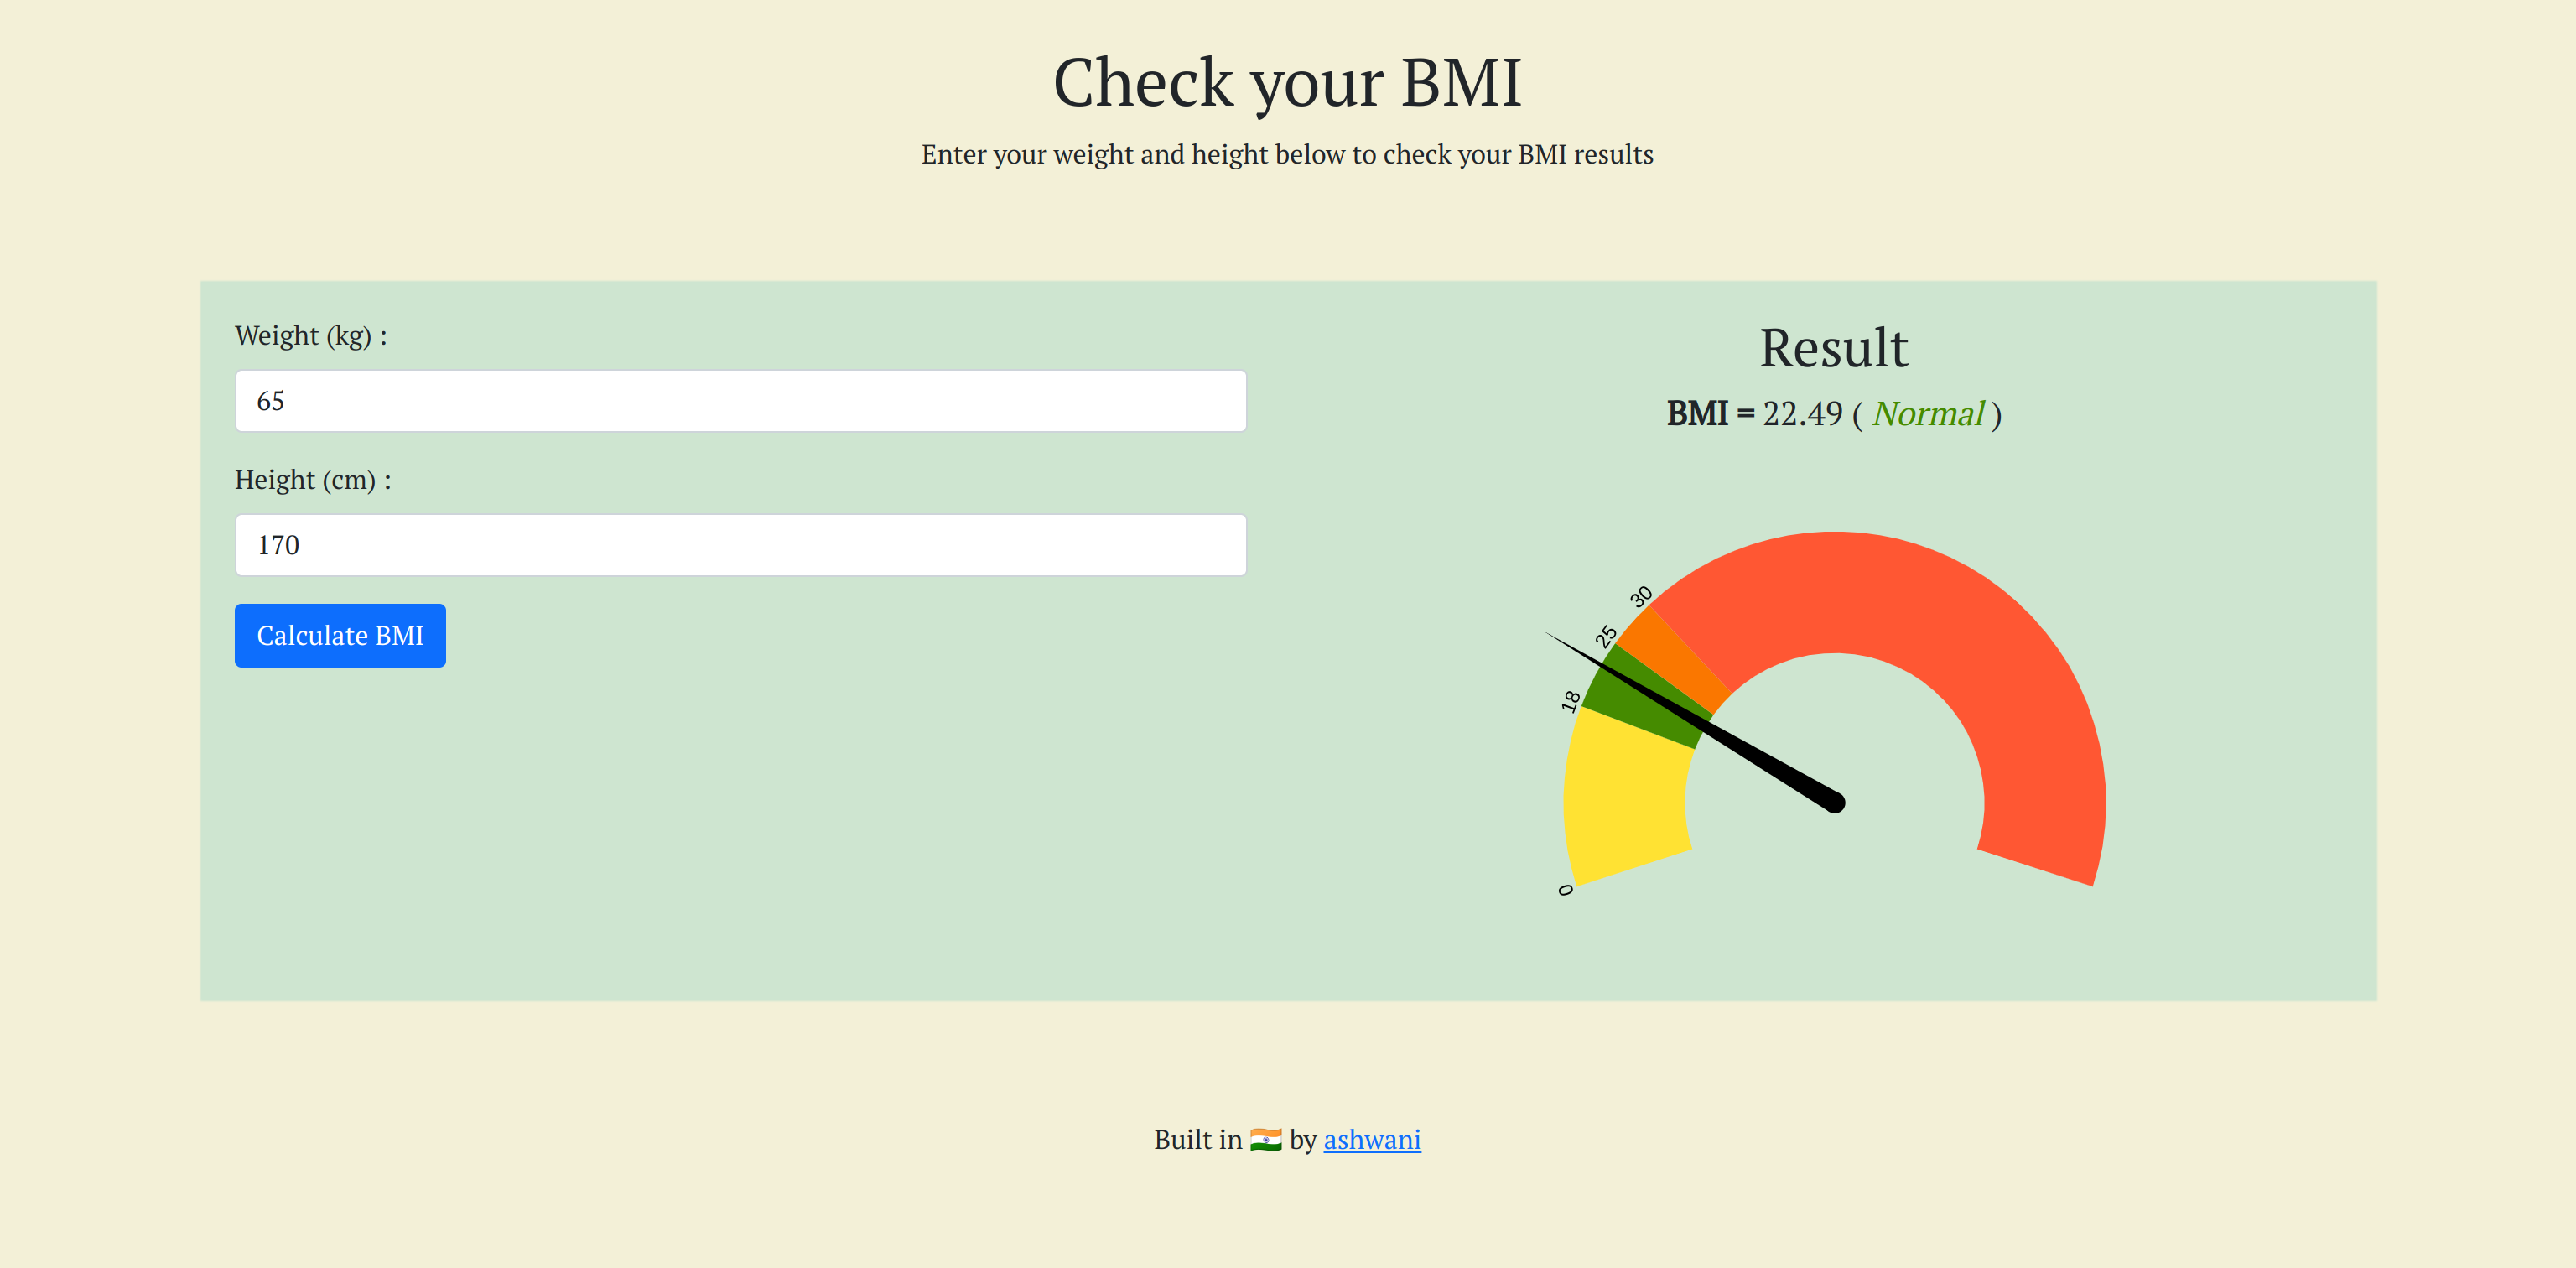 Check your BMI
Enter your weight and height below to check your BMI results
Weight (kg) :
65
Height (cm) :
170
Calculate BMI
Result
BMI = 22.49 ( Normal )
30
25
18
0
Built in 🇮🇳 by ashwani